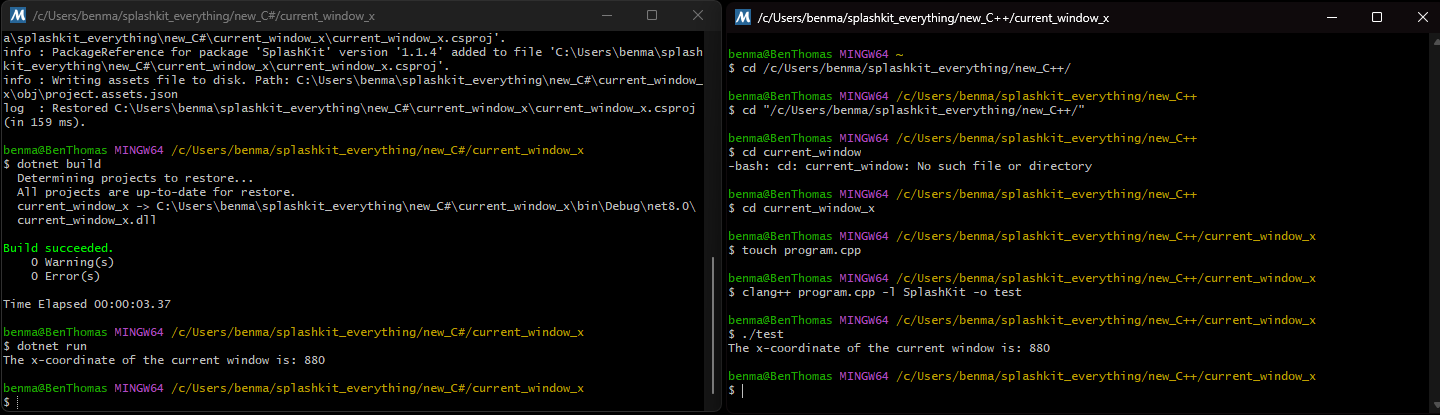 /c/Users/benma/splashkit_everything/new_C#/current_window_x
a\splashkit_everything\new_C#\current_window_x\current_window_x.csproj'.
info : PackageReference for package 'SplashKit' version '1.1.4' added to file 'C:\Users\benma\splash
kit_everything\new_C#\current_window_x\current_window_x.csproj'.
info : Writing assets file to disk. Path: C:\Users\benma\splashkit_everything\new_C#\current_window_
x\obj\project.assets.json
log  : Restored C:\Users\benma\splashkit_everything\new_C#\current_window_x\current_window_x.csproj
(in 159 ms).
benma@BenThomas MINGW64 /c/Users/benma/splashkit_everything/new_C#/current_window_x
$ dotnet build
  Determining projects to restore...
  All projects are up-to-date for restore.
  current_window_x -> C:\Users\benma\splashkit_everything\new_C#\current_window_x\bin\Debug\net8.0\
  current_window_x.dll
Build succeeded.
    0 Warning(s)
    0 Error(s)
Time Elapsed 00:00:03.37
benma@BenThomas MINGW64 /c/Users/benma/splashkit_everything/new_C#/current_window_x
$ dotnet run
The x-coordinate of the current window is: 880
benma@BenThomas MINGW64 /c/Users/benma/splashkit_everything/new_C#/current_window_x
$
/c/Users/benma/splashkit_everything/new_C++/current_window_x
benma@BenThomas MINGW64 ~
$ cd /c/Users/benma/splashkit_everything/new_C++/
benma@BenThomas MINGW64 /c/Users/benma/splashkit_everything/new_C++
$ cd "/c/Users/benma/splashkit_everything/new_C++/"
benma@BenThomas MINGW64 /c/Users/benma/splashkit_everything/new_C++
$ cd current_window
-bash: cd: current_window: No such file or directory
benma@BenThomas MINGW64 /c/Users/benma/splashkit_everything/new_C++
$ cd current_window_x
benma@BenThomas MINGW64 /c/Users/benma/splashkit_everything/new_C++/current_window_x
$ touch program.cpp
benma@BenThomas MINGW64 /c/Users/benma/splashkit_everything/new_C++/current_window_x
$ clang++ program.cpp -l SplashKit -o test
benma@BenThomas MINGW64 /c/Users/benma/splashkit_everything/new_C++/current_window_x
$ ./test
The x-coordinate of the current window is: 880
benma@BenThomas MINGW64 /c/Users/benma/splashkit_everything/new_C++/current_window_x
$